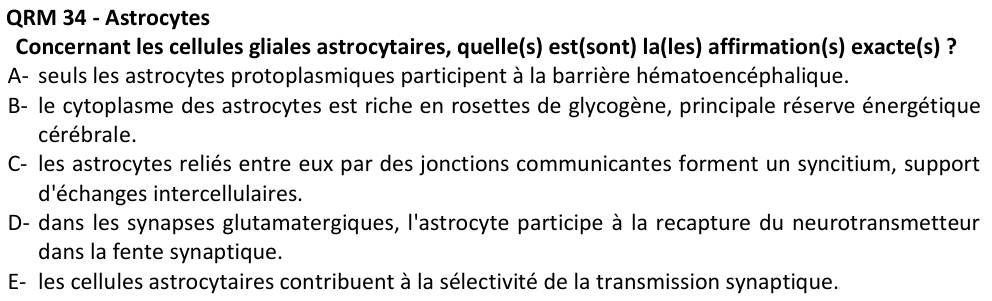 QRM 34 - Astrocytes
Concernant les cellules gliales astrocytaires, quelle(s) est(sont) la(les) affirmation(s) exacte(s) ?
A- seuls les astrocytes protoplasmiques participent à la barrière hématoencéphalique.
B- le cytoplasme des astrocytes est riche en rosettes de glycogène, principale réserve énergétique
cérébrale.
C- les astrocytes reliés entre eux par des jonctions communicantes forment un syncitium, support
d'échanges intercellulaires.
D- dans les synapses glutamatergiques, l'astrocyte participe à la recapture du neurotransmetteur
dans la fente synaptique.
E- les cellules astrocytaires contribuent à la sélectivité de la transmission synaptique.